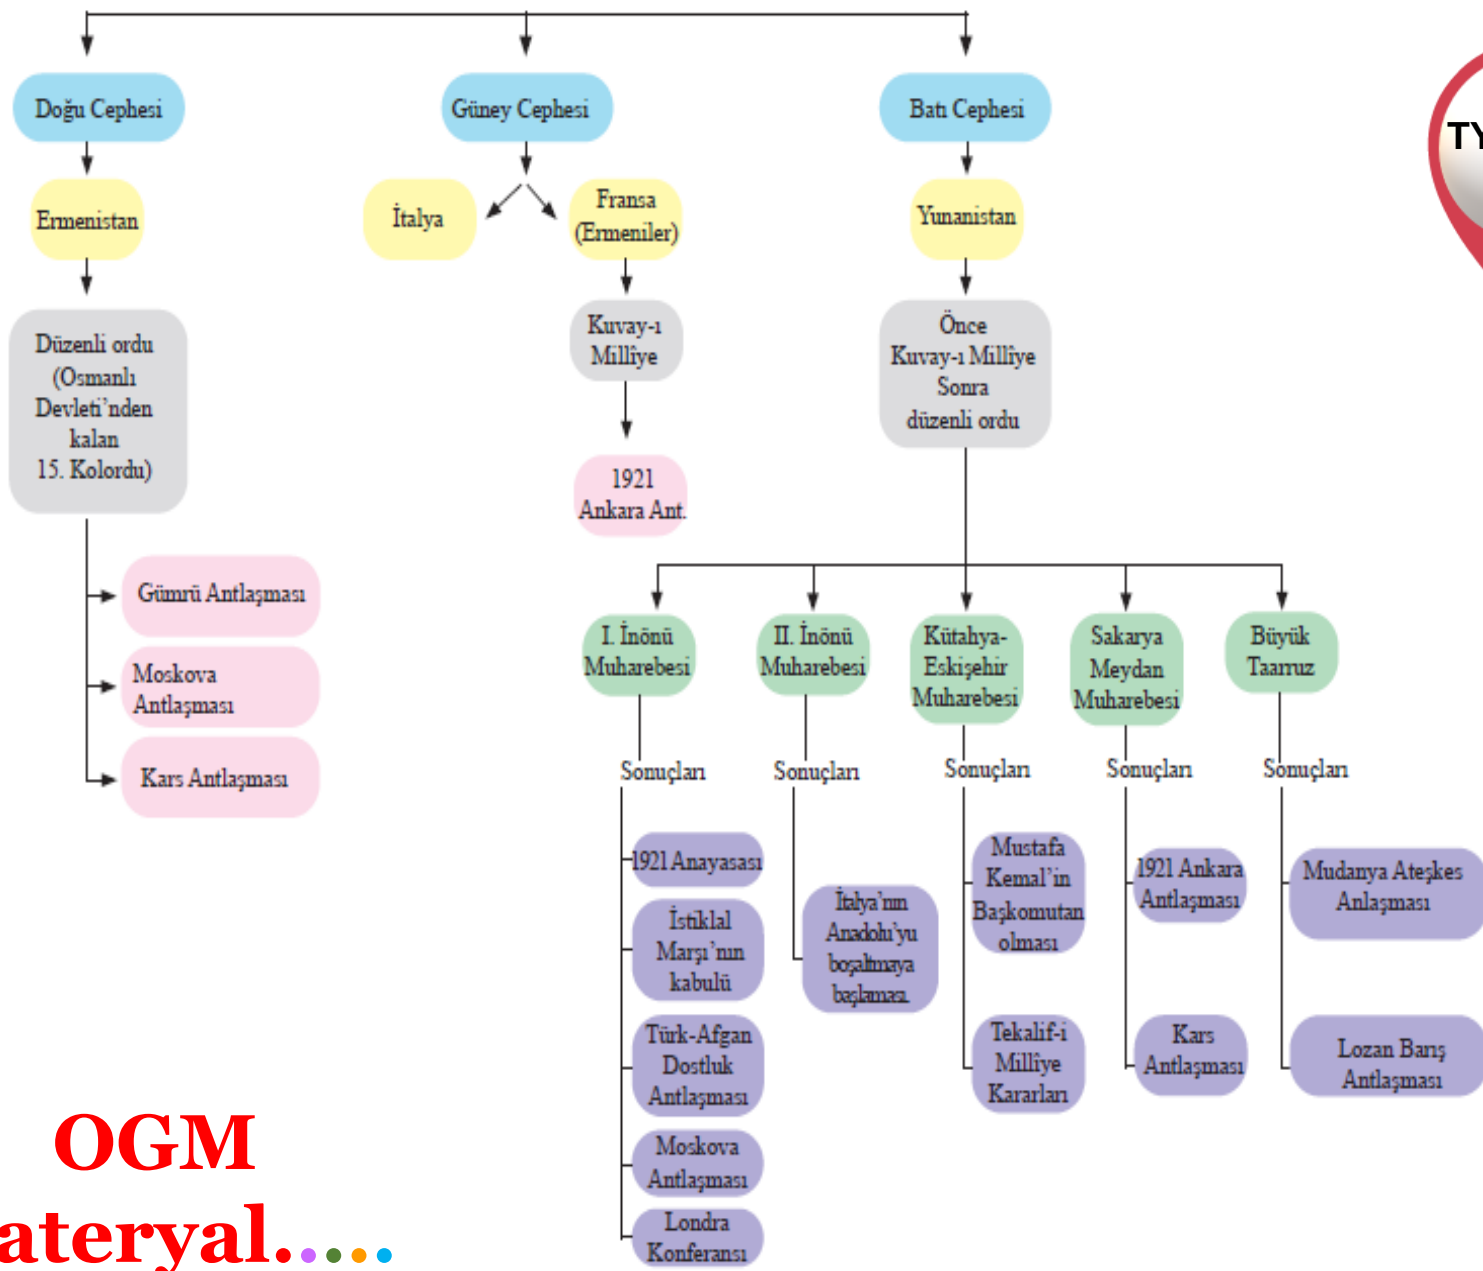 Doğu Cephesi
Güney Cephesi
Batı Cephesi
Ermenistan
İtalya
Fransa
(Ermeniler)
Yunanistan
Düzenli ordu
(Osmanlı
Devleti’nden
kalan
15. Kolordu)
Kuvay-ı
Millîye
Önce
Kuvay-ı Millîye
Sonra
düzenli ordu
1921
Ankara Ant.
Gümrü Antlaşması
Moskova
Antlaşması
Kars Antlaşması
I. İnönü
Muharebesi
II. İnönü
Muharebesi
Kütahya-
Eskişehir
Muharebesi
Sakarya
Meydan
Muharebesi
Büyük
Taarruz
Sonuçları
Sonuçları
Sonuçları
Sonuçları
Sonuçları
1921 Anayasası
İstiklal
Marşı’nın
kabulü
Türk-Afgan
Dostluk
Antlaşması
Moskova
Antlaşması
Londra
Konferansı
İtalya’nın
Anadolu’yu
boşaltmaya
başlaması.
Mustafa
Kemal’in
Başkomutan
olması
Tekalif-i
Millîye
Kararları
1921 Ankara
Antlaşması
Kars
Antlaşması
Mudanya Ateşkes
Anlaşması
Lozan Barış
Antlaşması
TY
OGM
ateryal.....